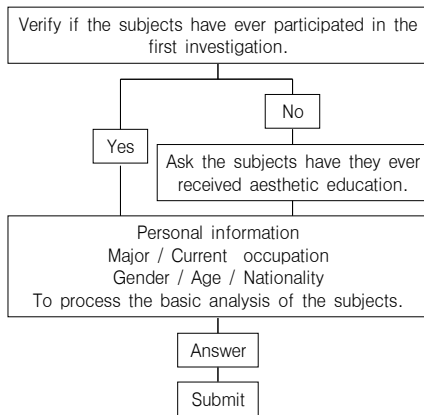 Verify if the subjects have ever participated in the
first investigation.
No
Yes
Ask the subjects have they ever
received aesthetic education.
Personal information
Major / Current occupation
Gender / Age / Nationality
To process the basic analysis of the subjects.
Answer
Submit